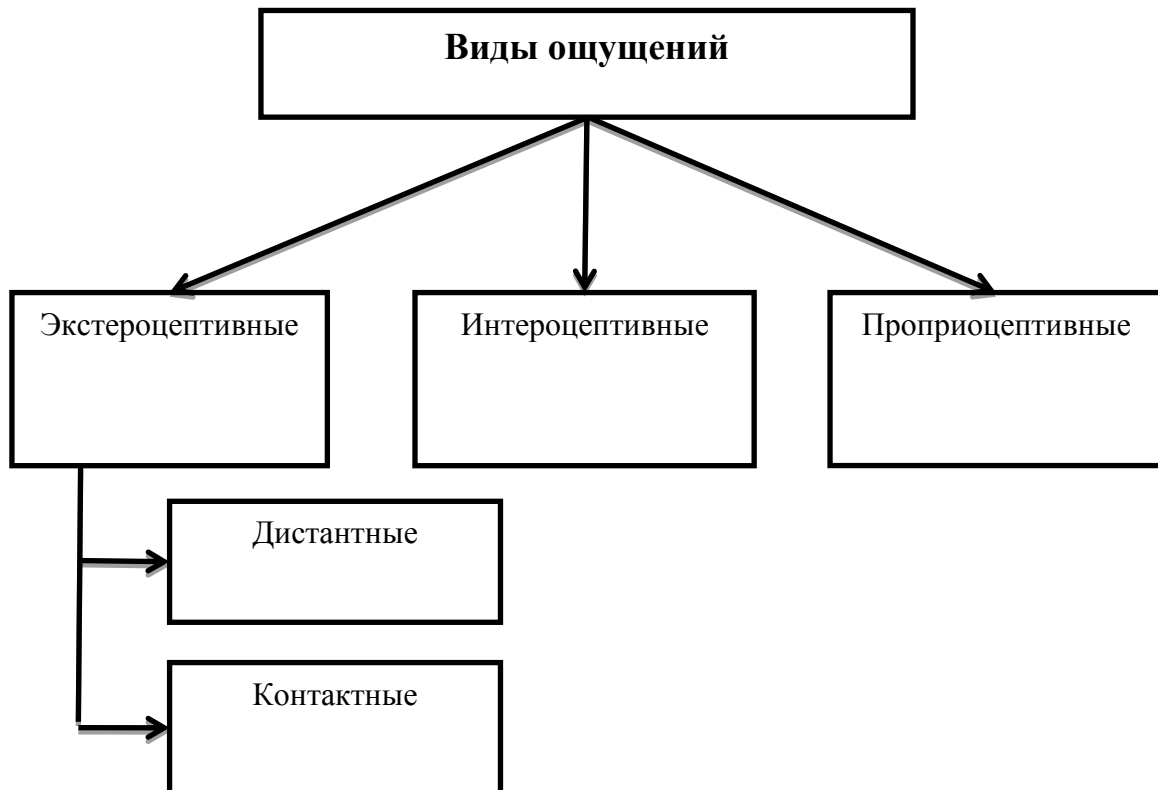 Виды ощущений
Экстероцептивные
Интероцептивные
Проприоцептивные
Дистантные
Контактные